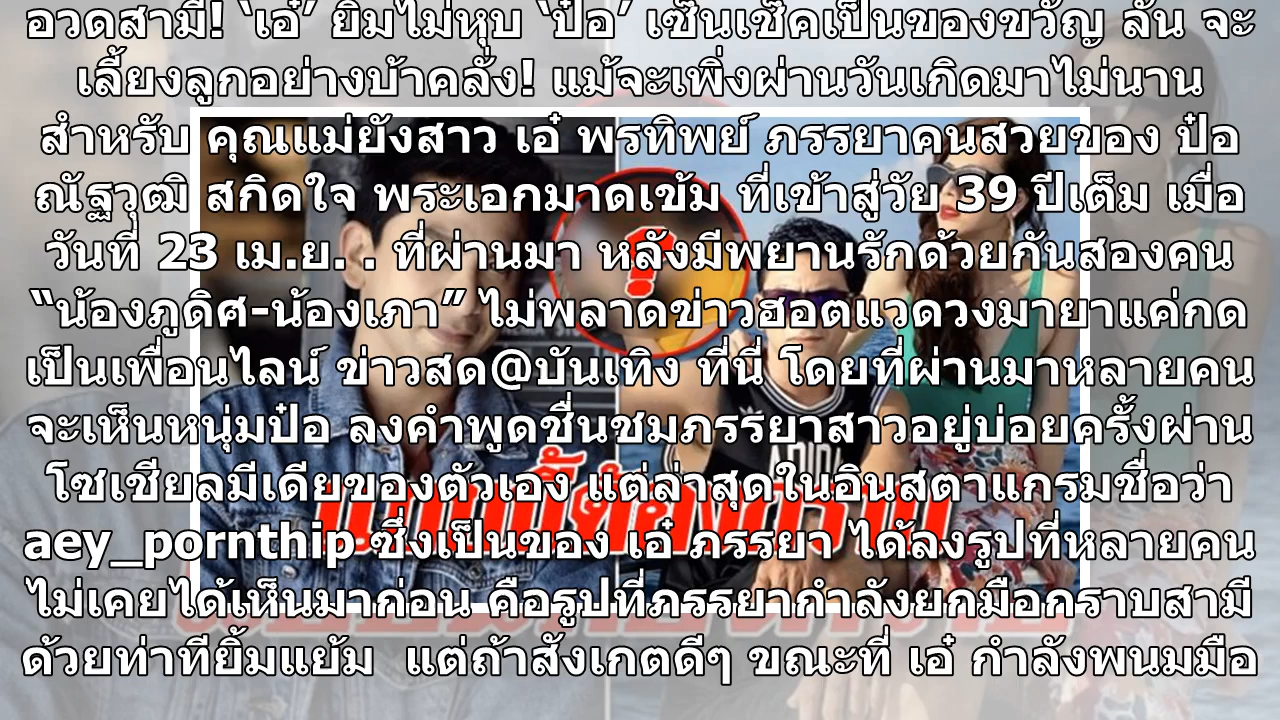 อวดสามี! ‘เอ๋’ ยิ้มไม่หุบ ‘ป๋อ’ เซ็นเช็คเป็นของขวัญ ลั่น จะ
เลี้ยงลูกอย่างบ้าคลั่ง! แม้จะเพิ่งผ่านวันเกิดมาไม่นาน
สำหรับ คุณแม่ยังสาว เอ๋ พรทิพย์ ภรรยาคนสวยของ ป๋อ
ณัฐวุฒิ สกิดใจ พระเอกมาดเข้ม ที่เข้าสู่วัย 39 ปีเต็ม เมื่อ
วันที่ 23 เม.ย. . ที่ผ่านมา หลังมีพยานรักด้วยกันสองคน
“น้องภูดิศ-น้องเภา” ไม่พลาดข่าวฮอตแวดวงมายาแค่กด
เป็นเพื่อนไลน์ ข่าวสด@บันเทิง ที่นี่ โดยที่ผ่านมาหลายคน
จะเห็นหนุ่มป๋อ ลงคำพูดชื่นชมภรรยาสาวอยู่บ่อยครั้งผ่าน
โซเชียลมีเดียของตัวเอง แต่ล่าสุดในอินสตาแกรมชื่อว่า
aey_pornthip ซึ่งเป็นของ เอ๋ ภรรยา ได้ลงรูปที่หลายคน
ไม่เคยได้เห็นมาก่อน คือรูปที่ภรรยากำลังยกมือกราบสามี
ด้วยท่าทียิ้มแย้ม แต่ถ้าสังเกตดีๆ ขณะที่ เอ๋ กำลังพนมมือ